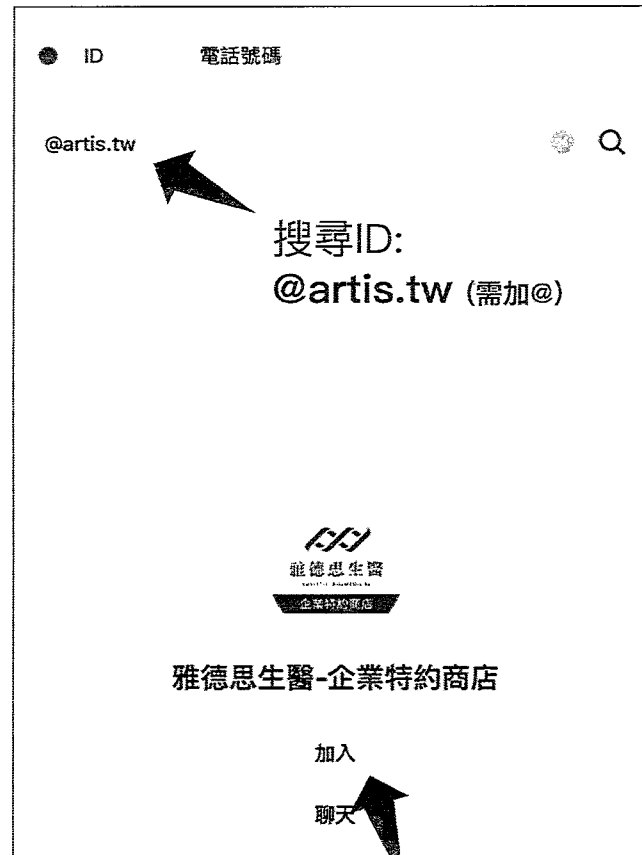 ID 電話號碼
@artis.tw
搜尋ID:
@artis.tw (需加@)
雅德思生醫
企業特約商店
雅德思生醫-企業特約商店
加入
聊天